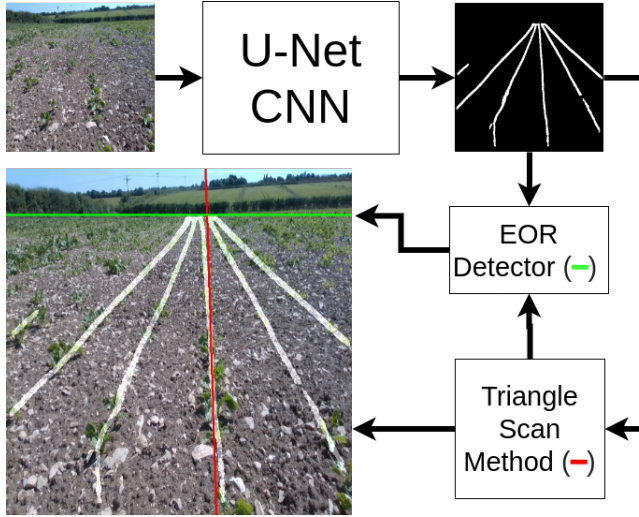 U-Net
CNN
EOR
Detector (-)
Triangle
Scan
Method (-)